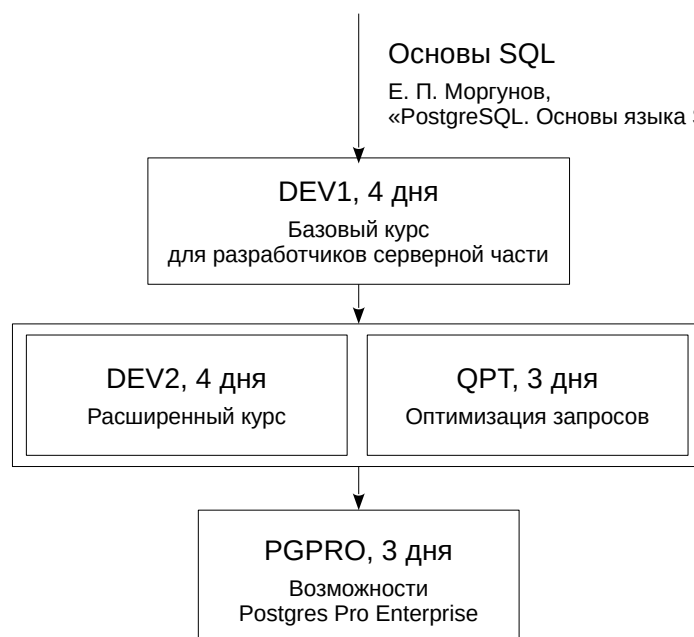 Основы SQL
Е. П. Моргунов,
«PostgreSQL. Основы языка
DEV1, 4 дня
Базовый курс
для разработчиков серверной части
DEV2, 4 дня
Расширенный курс
QPT, 3 дня
Оптимизация запросов
PGPRO, 3 дня
Возможности
Postgres Pro Enterprise